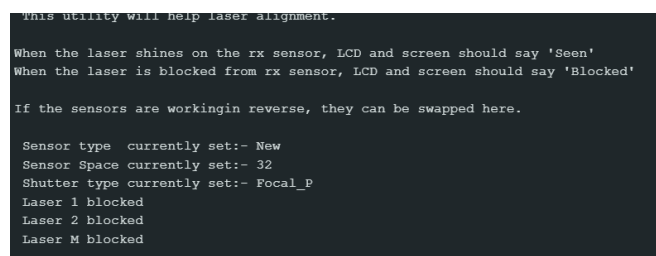 This utility will help laser alignment.
When the laser shines on the rx sensor, LCD and screen should say 'Seen'
When the laser is blocked from rx sensor, LCD and screen should say 'Blocked'
If the sensors are workingin reverse, they can be swapped here.
Sensor type  currently set:- New
Sensor Space currently set:- 32
Shutter type currently set:- Focal_P
Laser 1 blocked
Laser 2 blocked
Laser M blocked